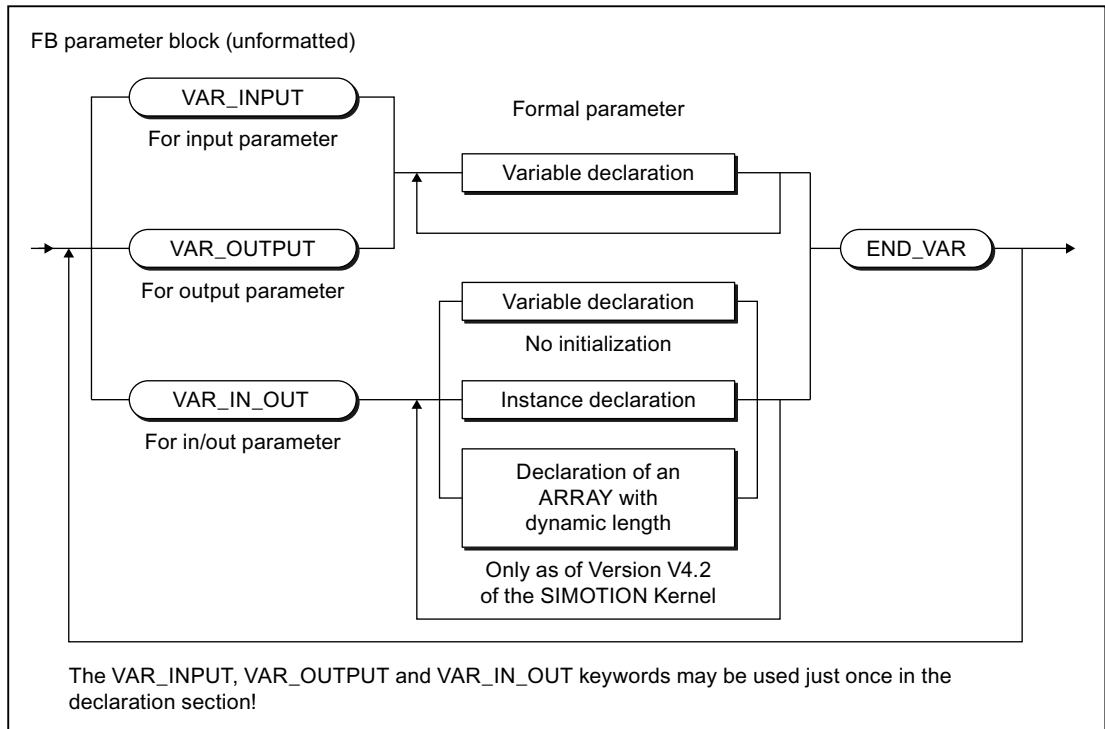 FB parameter block (unformatted)
VAR_INPUT
For input parameter
Formal parameter
Variable declaration
VAR_OUTPUT
For output parameter
END_VAR
Variable declaration
No initialization
VAR_IN_OUT
For in/out parameter
Instance declaration
Declaration of an
ARRAY with
dynamic length
Only as of Version V4.2
of the SIMOTION Kernel
The VAR_INPUT, VAR_OUTPUT and VAR_IN_OUT keywords may be used just once in the
declaration section!